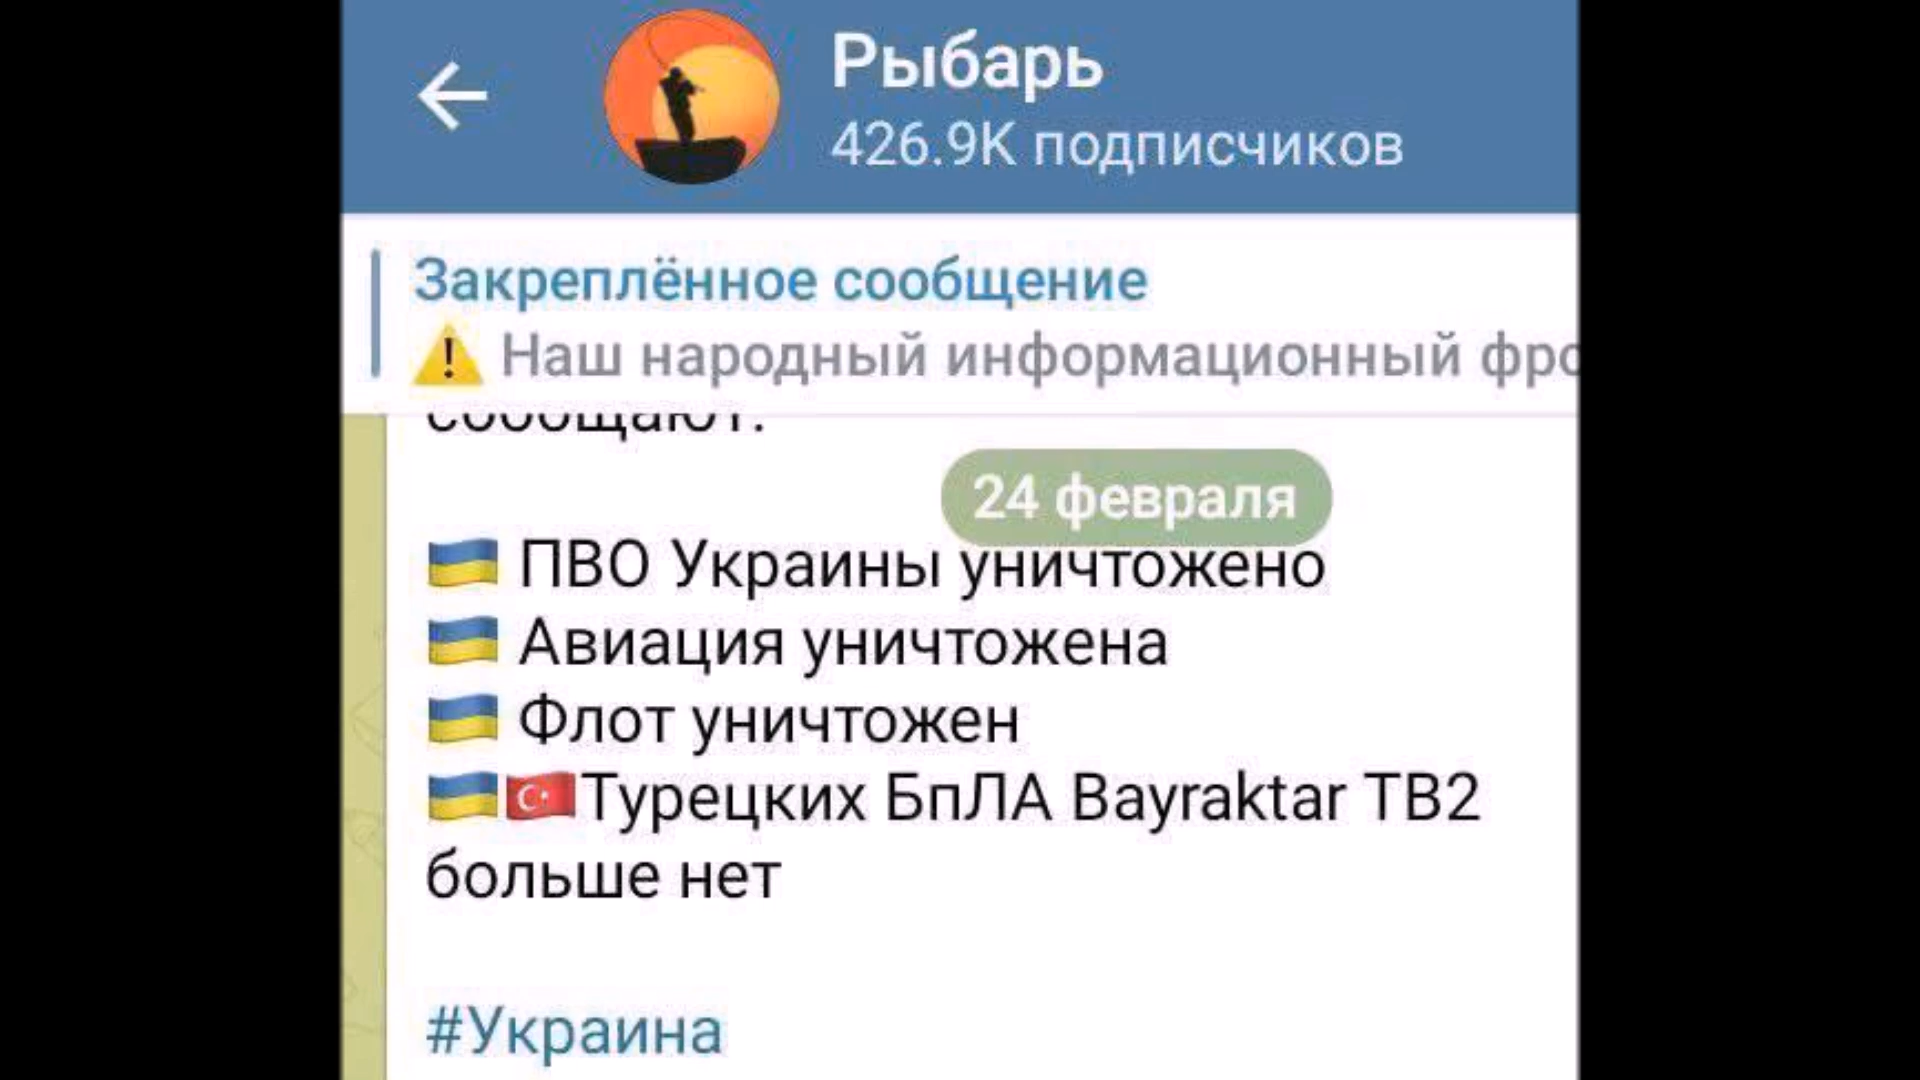 Рыбарь
426.9K подписчиков
Закреплённое сообщение
⚠️ Наш народный информационный
сообщают:
24 февраля
🇺🇦 ПВО Украины уничтожено
🇺🇦 Авиация уничтожена
🇺🇦 Флот уничтожен
🇺🇦🇹🇷Турецких БпЛА Bayraktar TB2
больше нет
#Украина